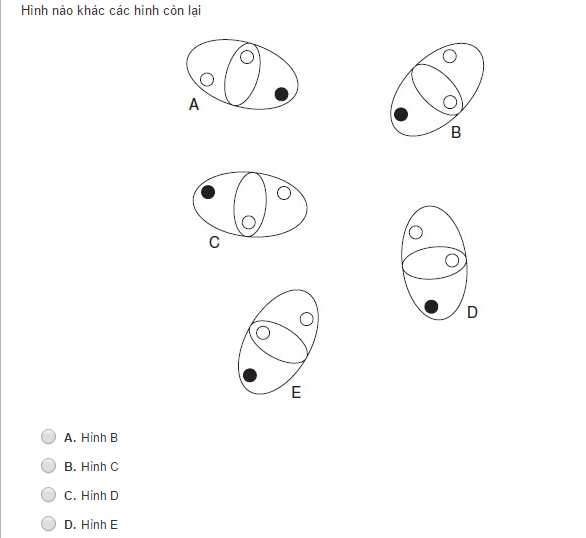 Hình nào khác các hình còn lại
A
B
C
D
E
A. Hình B
B. Hình C
C. Hình D
D. Hình E